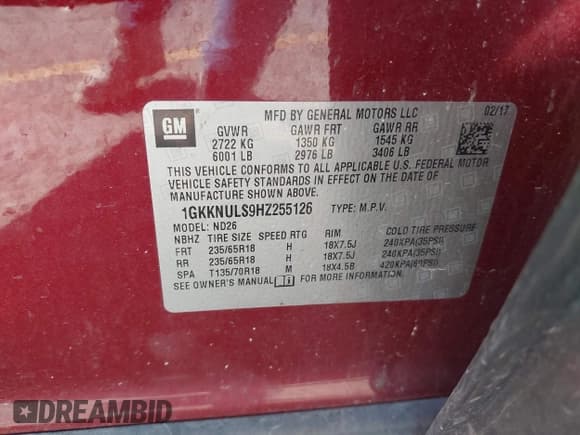 GM
MFD BY GENERAL MOTORS LLC 02/17
GVWR GAWR FRT GAWR RR
2722 KG 1350 KG 1545 KG
6001 LB 2976 LB 3406 LB
THIS VEHICLE CONFORMS TO ALL APPLICABLE U.S. FEDERAL MOTOR
VEHICLE SAFETY STANDARDS IN EFFECT ON THE DATE OF
MANUFACTURE SHOWN ABOVE.
1GKKNULS9HZ255126 TYPE: M.P.V.
MODEL: ND26
NBHZ TIRE SIZE SPEED RTG RIM COLD TIRE PRESSURE
FRT 235/65R18 H 18X7.5J 240KPA(35PSI)
RR 235/65R18 H 18X7.5J 240KPA(35PSI)
SPA T135/70R18 M 18X4.5B 420KPA(60PSI)
SEE OWNER'S MANUAL FOR MORE INFORMATION.
DREAMBID